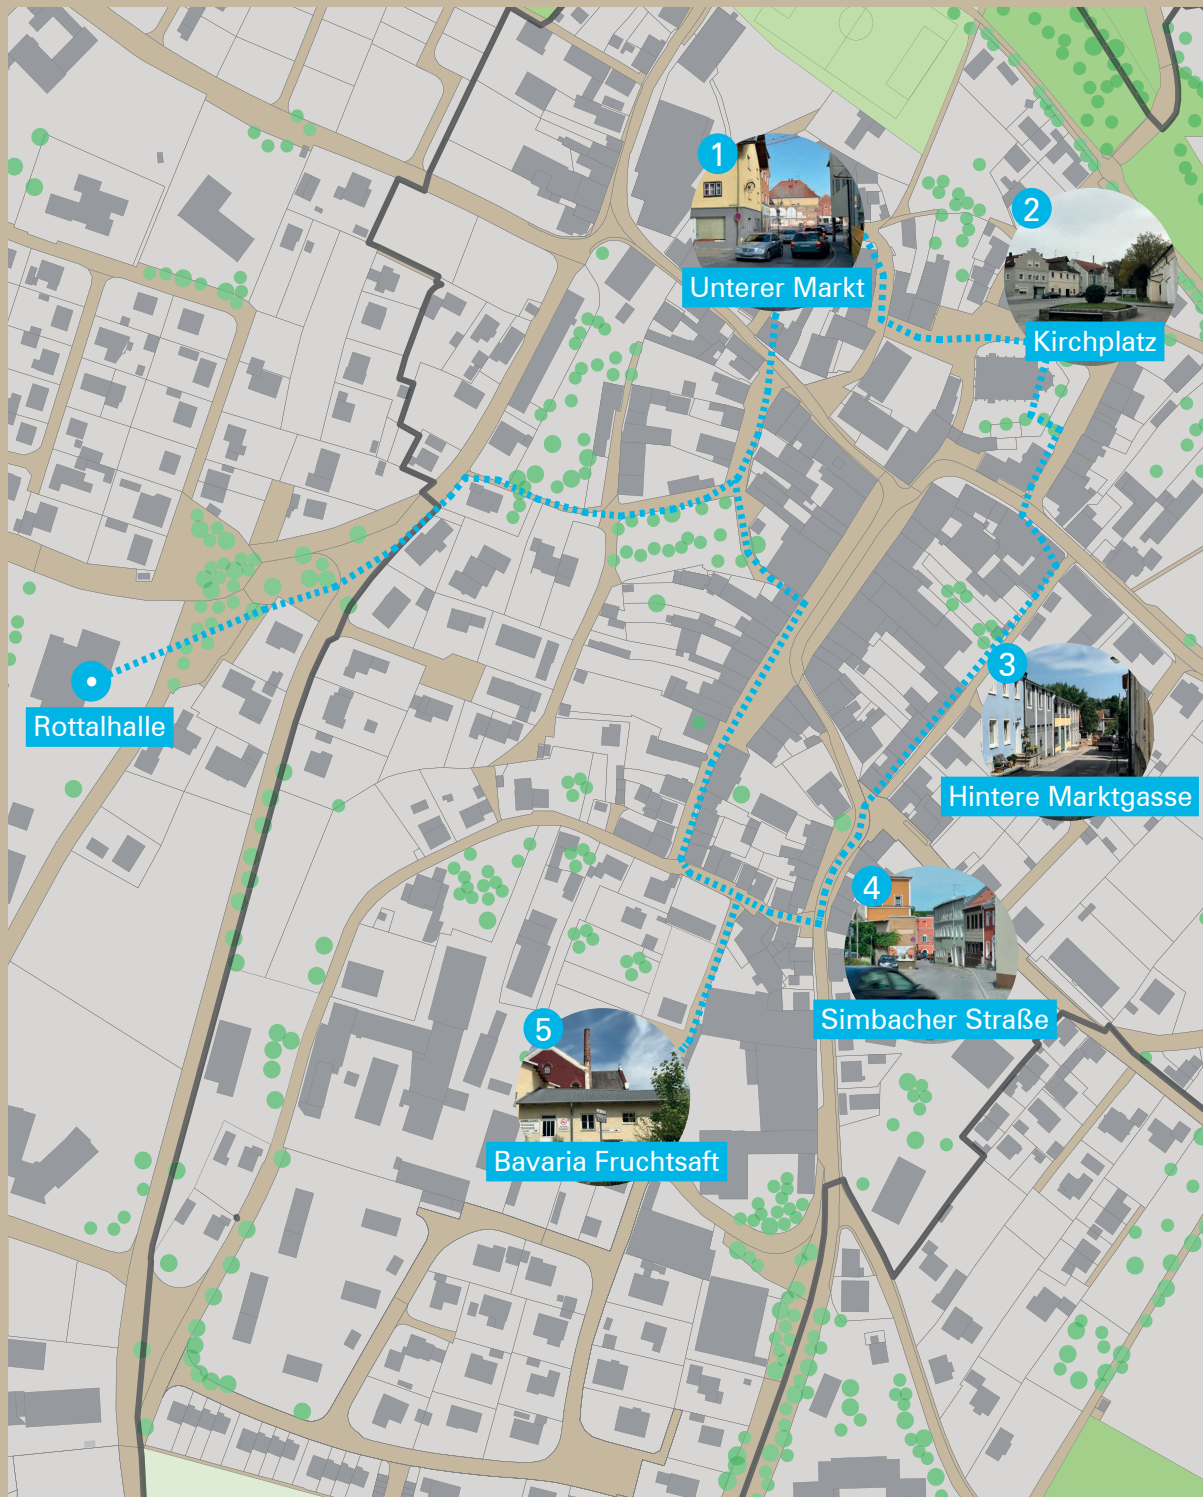 1
Unterer Markt
2
Kirchplatz
Rottalhalle
3
Hintere Marktgasse
4
Simbacher Straße
5
Bavaria Fruchtsaft